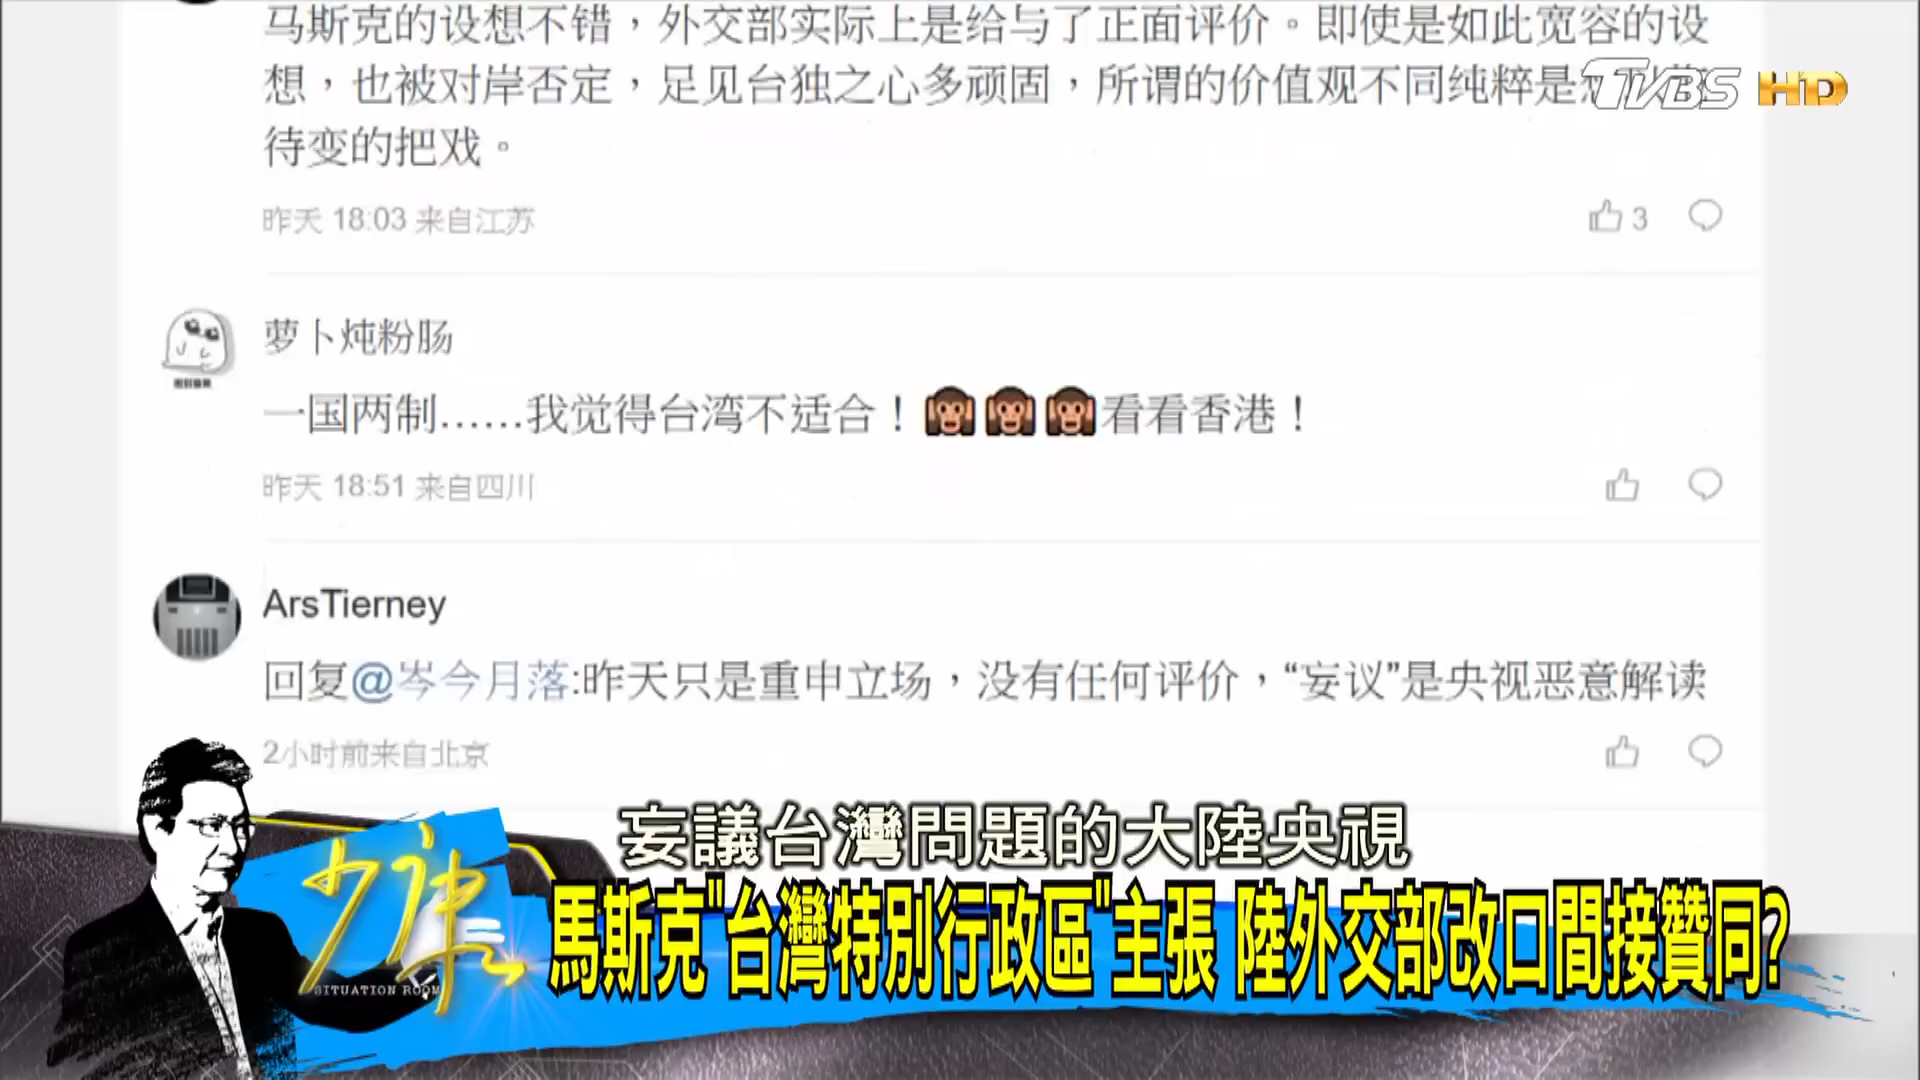 马斯克的设想不错，外交部实际上是给与了正面评价。即使是如此宽容的设
想，也被对岸否定，足见台独之心多顽固，所谓的价值观不同纯粹是
待变的把戏。
TVBS HD
昨天 18:03 来自江苏
3
萝卜炖粉肠
一国两制……我觉得台湾不适合！🙉🙉🙉看看香港！
昨天 18:51 来自四川
ArsTierney
回复@岑今月落:昨天只是重申立场，没有任何评价，“妄议”是央视恶意解读
2小时前来自北京
妄議台灣問題的大陸央視
少康
SITUATION ROOM
馬斯克"台灣特別行政區"主張 陸外交部改口間接贊同?